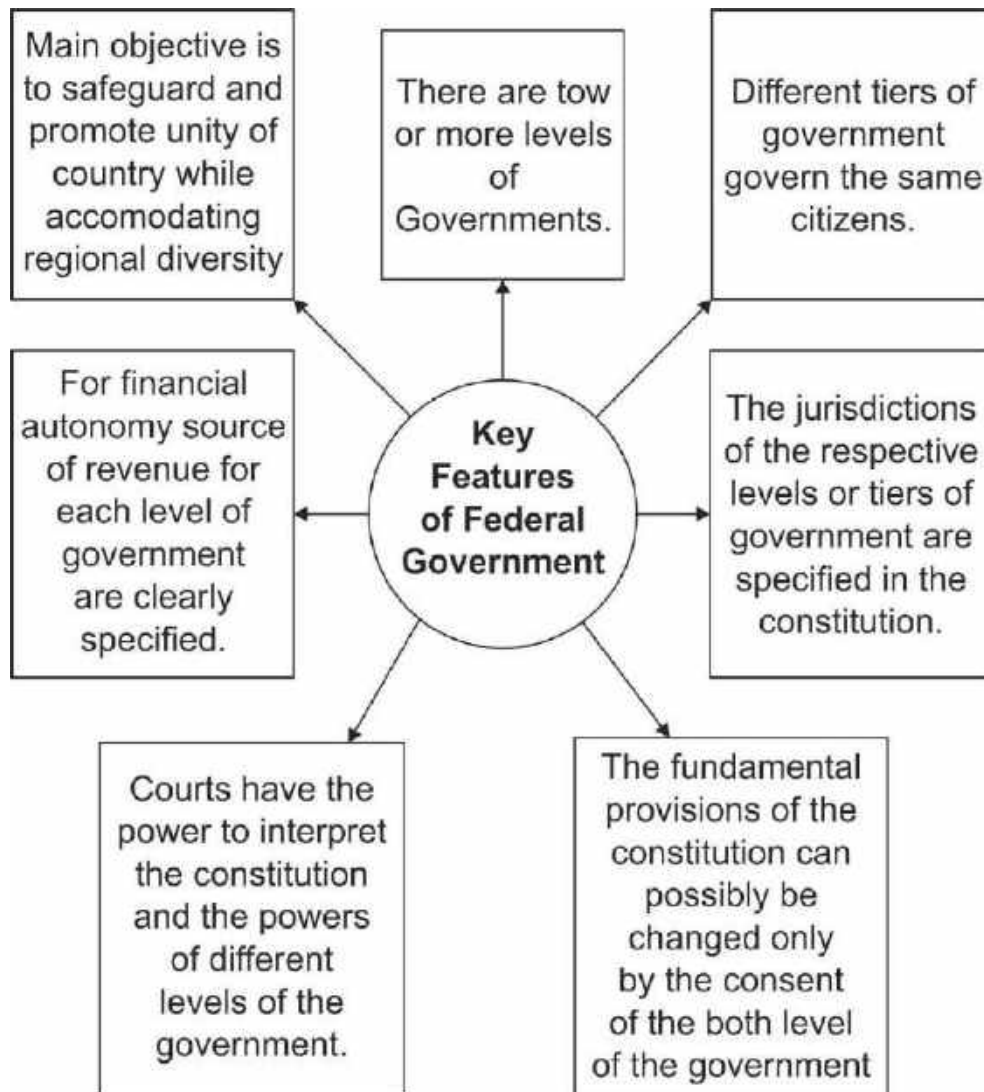 Main objective is
to safeguard and
promote unity of
country while
accomodating
regional diversity
There are tow
or more levels
of
Governments.
Different tiers of
government
govern the same
citizens.
For financial
autonomy source
of revenue for
each level of
government
are clearly
specified.
Key
Features
of Federal
Government
The jurisdictions
of the respective
levels or tiers of
government are
specified in the
constitution.
Courts have the
power to interpret
the constitution
and the powers
of different
levels of the
government.
The fundamental
provisions of the
constitution can
possibly be
changed only
by the consent
of the both level
of the government